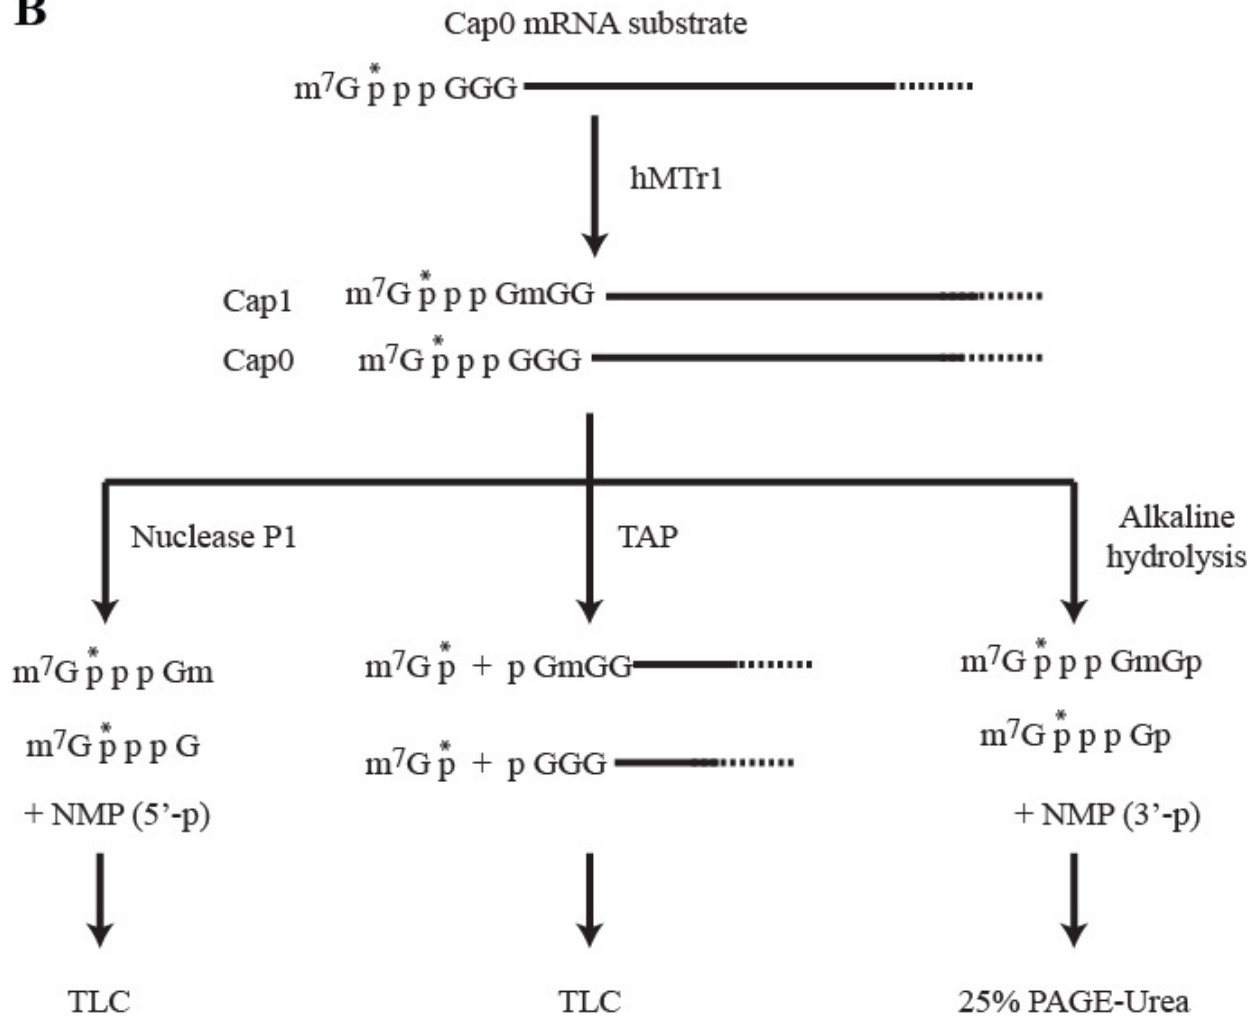 B
Cap0 mRNA substrate
*
m⁷G p p p GGG
hMTr1
*
Cap1 m⁷G p p p GmGG
*
Cap0 m⁷G p p p GGG
Nuclease P1
TAP
Alkaline
hydrolysis
*
m⁷G p p p Gm
*
m⁷G p p p G
+ NMP (5’-p)
TLC
*
m⁷G p + p GmGG
*
m⁷G p + p GGG
TLC
*
m⁷G p p p GmGp
*
m⁷G p p p Gp
+ NMP (3’-p)
25% PAGE-Urea